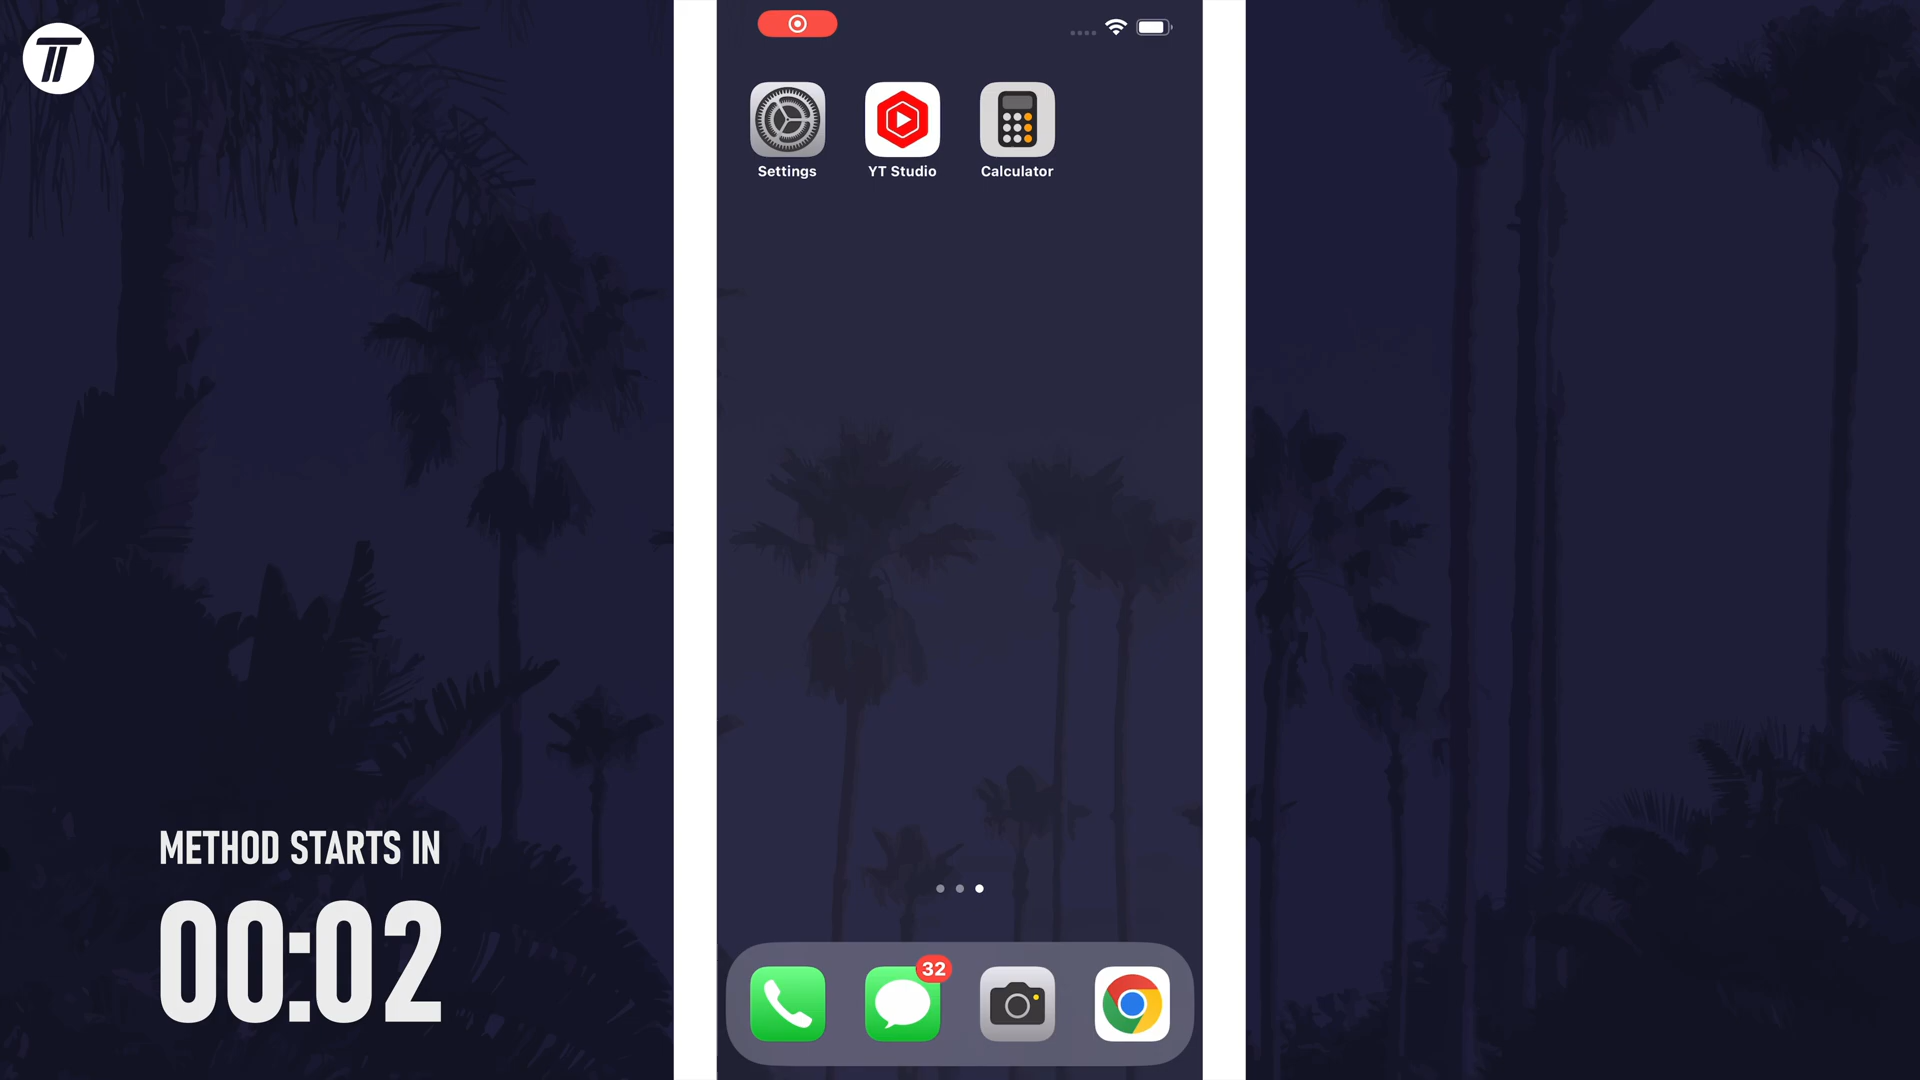 Settings
YT Studio
Calculator
METHOD STARTS IN
00:02
32